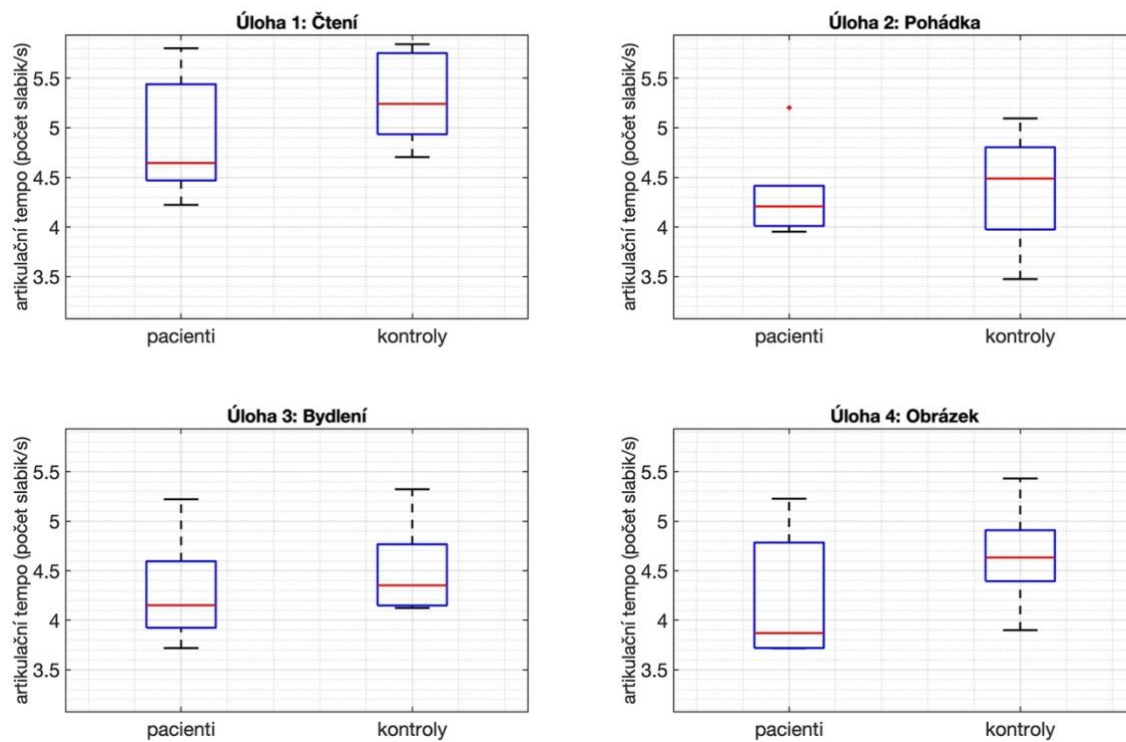 Úloha 1: Čtení
artikulační tempo (počet slabik/s)
5.5
5
4.5
4
3.5
pacienti
kontroly
Úloha 2: Pohádka
artikulační tempo (počet slabik/s)
5.5
5
4.5
4
3.5
pacienti
kontroly
Úloha 3: Bydlení
artikulační tempo (počet slabik/s)
5.5
5
4.5
4
3.5
pacienti
kontroly
Úloha 4: Obrázek
artikulační tempo (počet slabik/s)
5.5
5
4.5
4
3.5
pacienti
kontroly